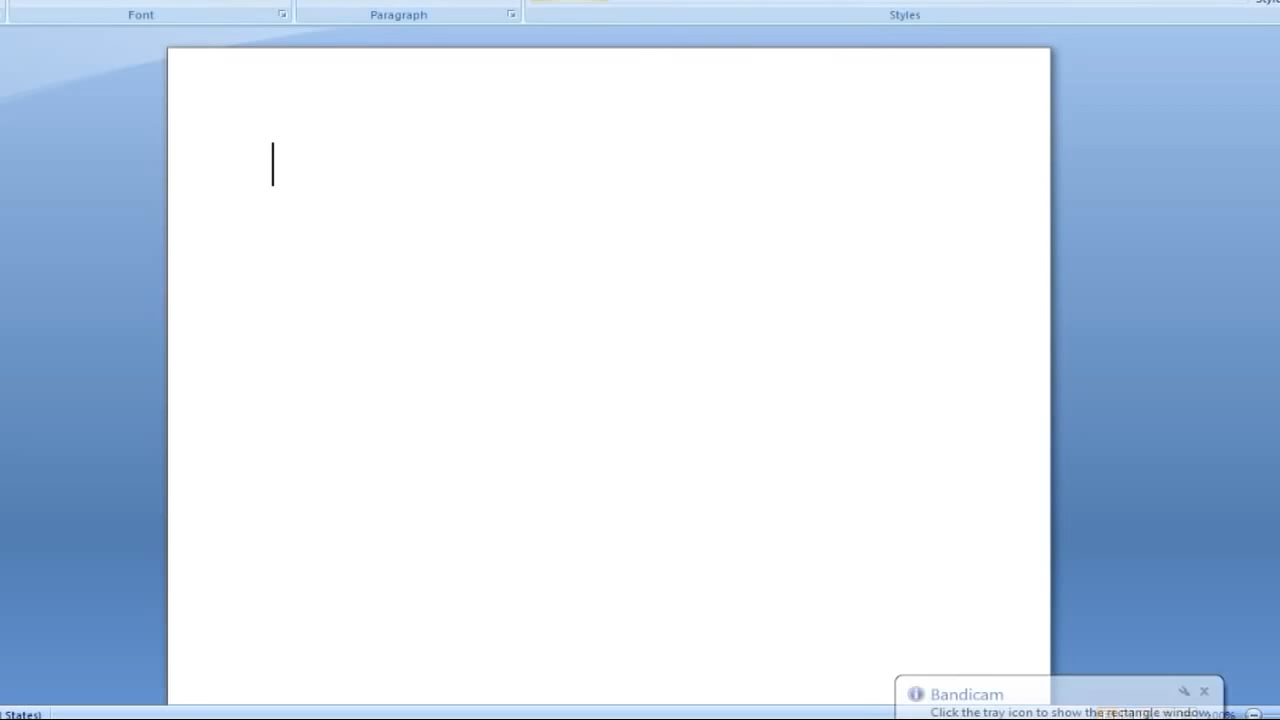 Font
Paragraph
Styles
States)
Bandicam
Click the tray icon to show the rectangle window.